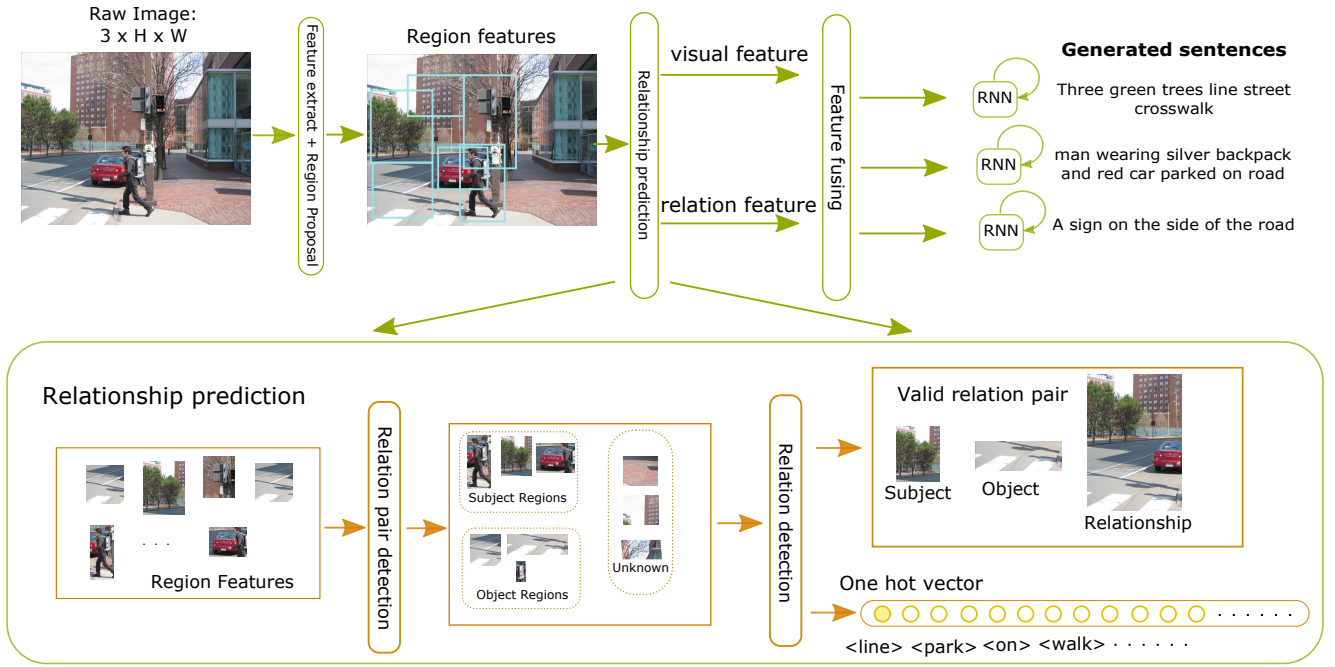 Raw Image:
3 x H x W
Feature extract + Region Proposal
Region features
Relationship prediction
visual feature
relation feature
Feature fusing
Generated sentences
RNN
Three green trees line street
crosswalk
RNN
man wearing silver backpack
and red car parked on road
RNN
A sign on the side of the road
Relationship prediction
. . .
Region Features
Relation pair detection
Subject Regions
Object Regions
Unknown
Relation detection
Valid relation pair
Subject
Object
Relationship
One hot vector
. . . . . .
<line> <park> <on> <walk> . . . . . .